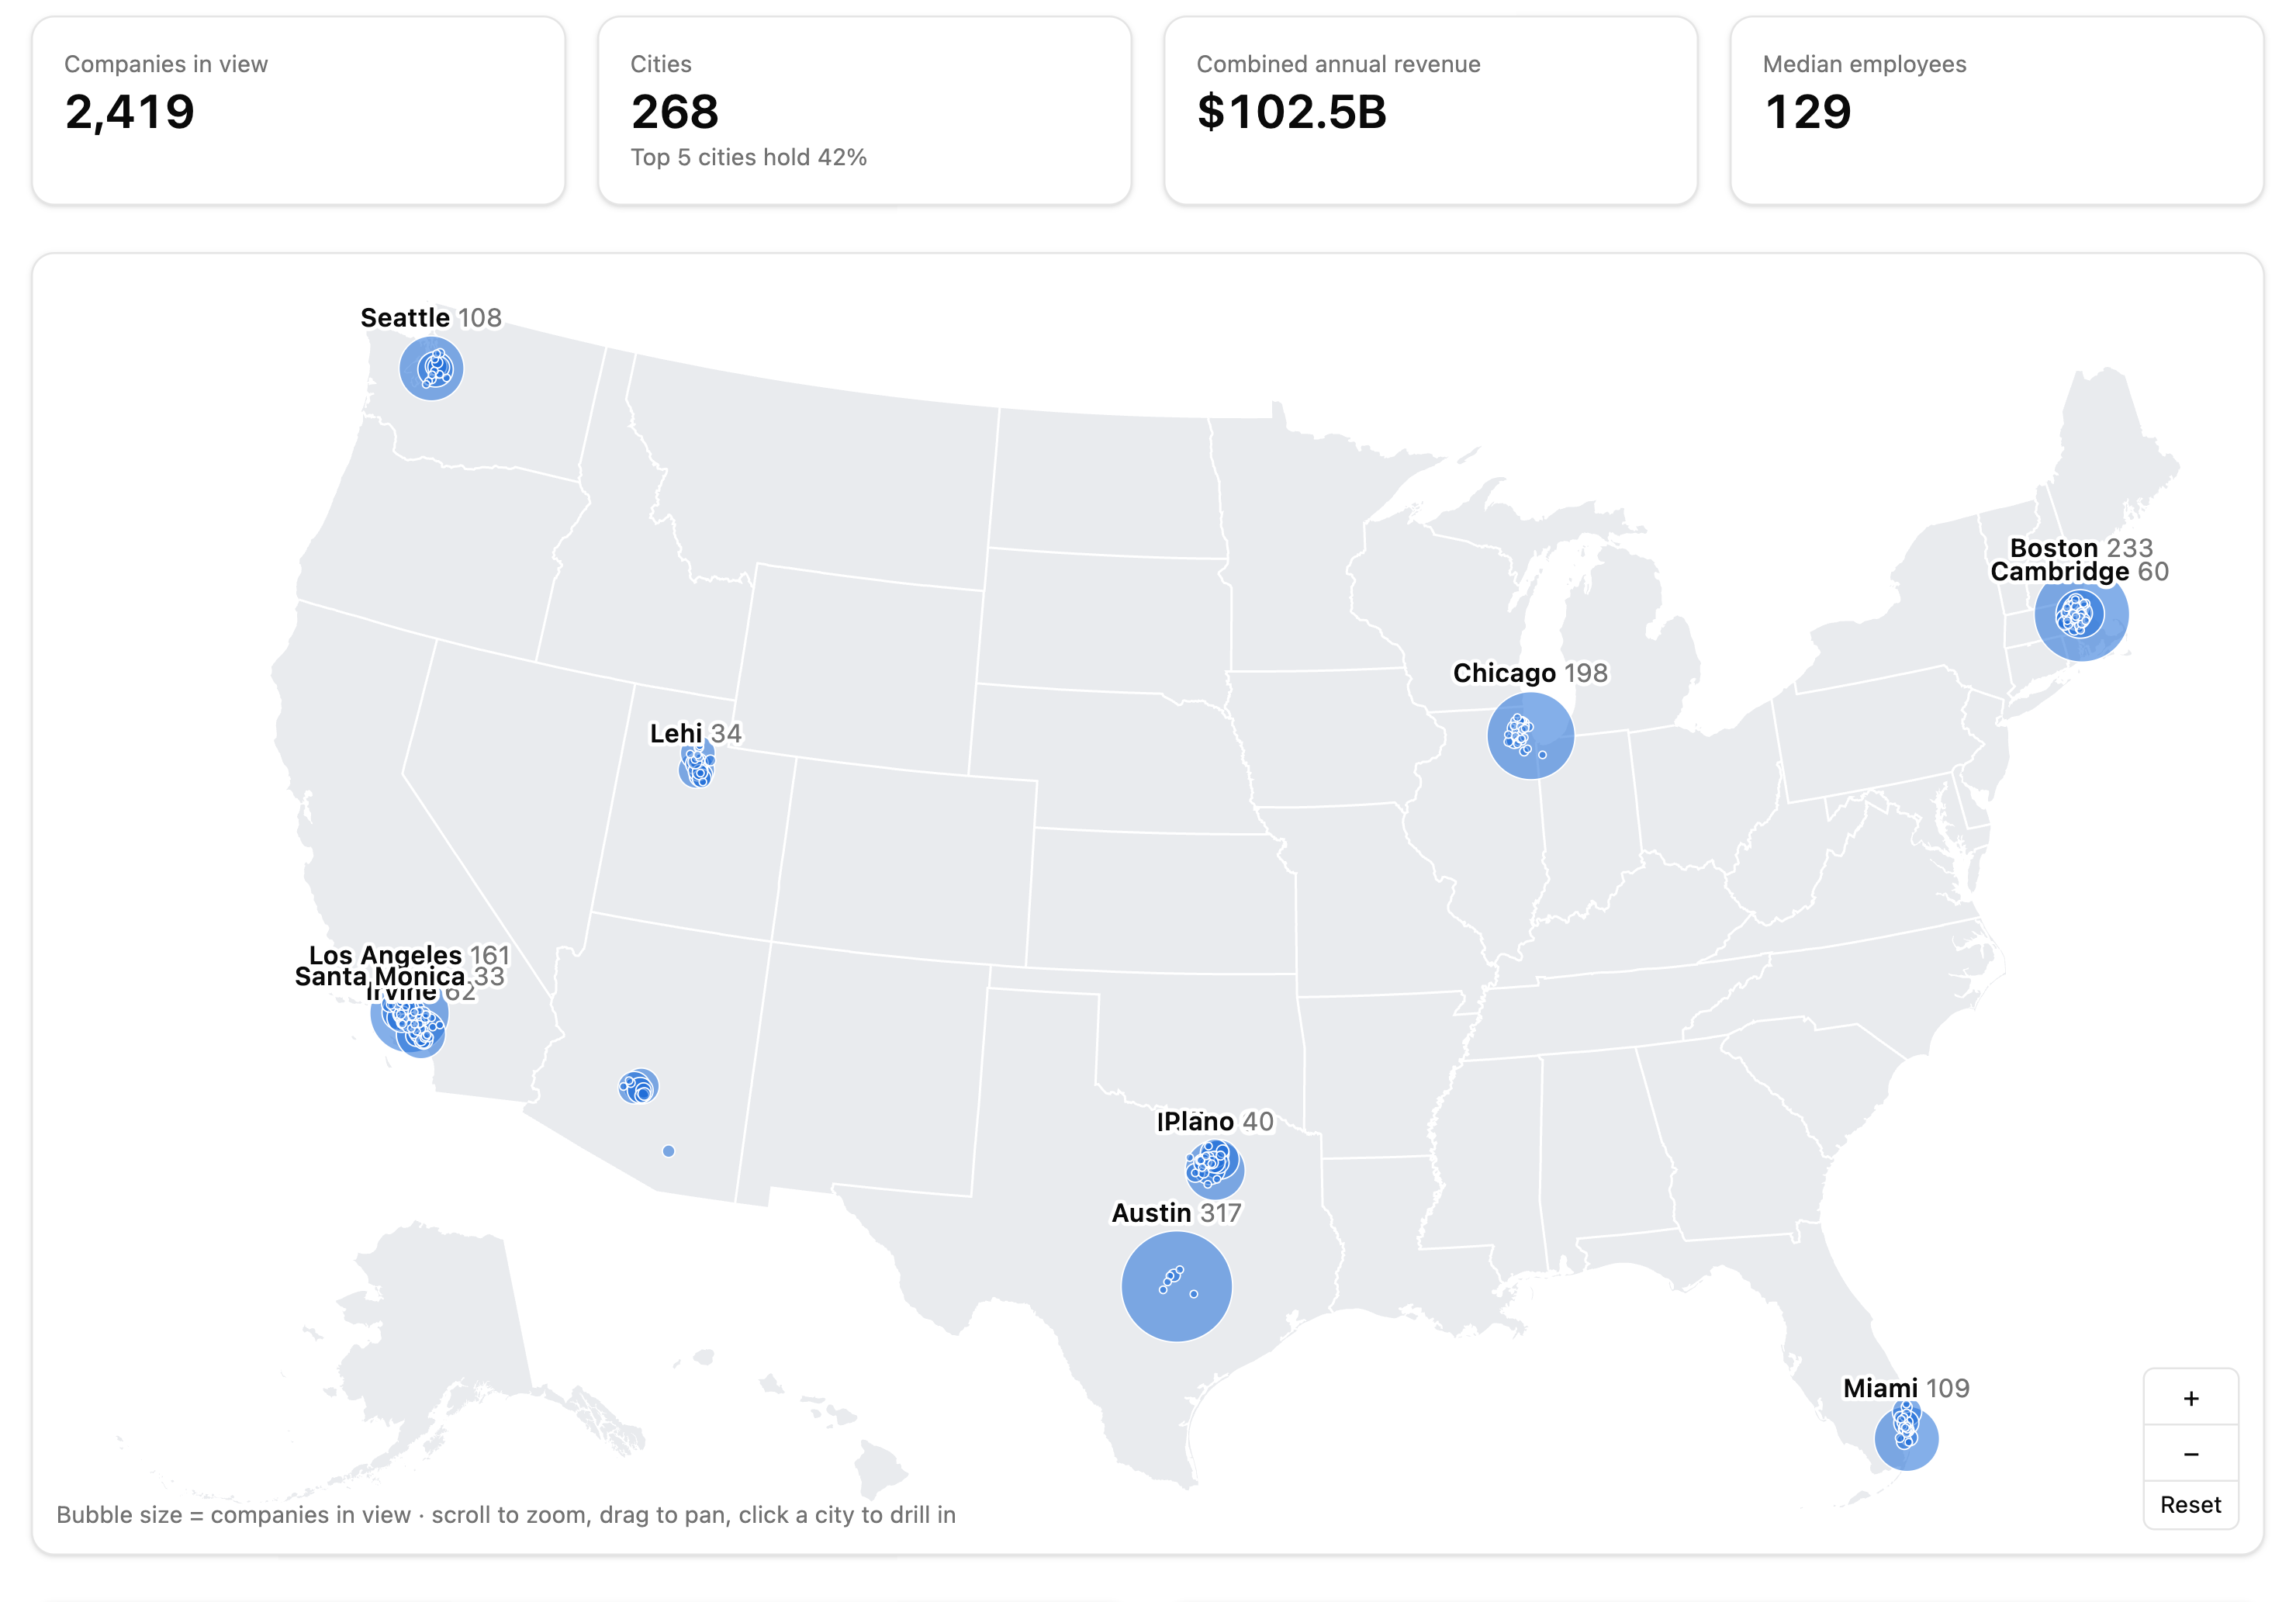 Companies in view
2,419
Cities
268
Top 5 cities hold 42%
Combined annual revenue
$102.5B
Median employees
129
Seattle 108
Boston 233
Cambridge 60
Chicago 198
Lehi 34
Los Angeles 161
Santa Monica 33
Irvine 62
Plano 40
Austin 317
Miami 109
+
−
Reset
Bubble size = companies in view · scroll to zoom, drag to pan, click a city to drill in